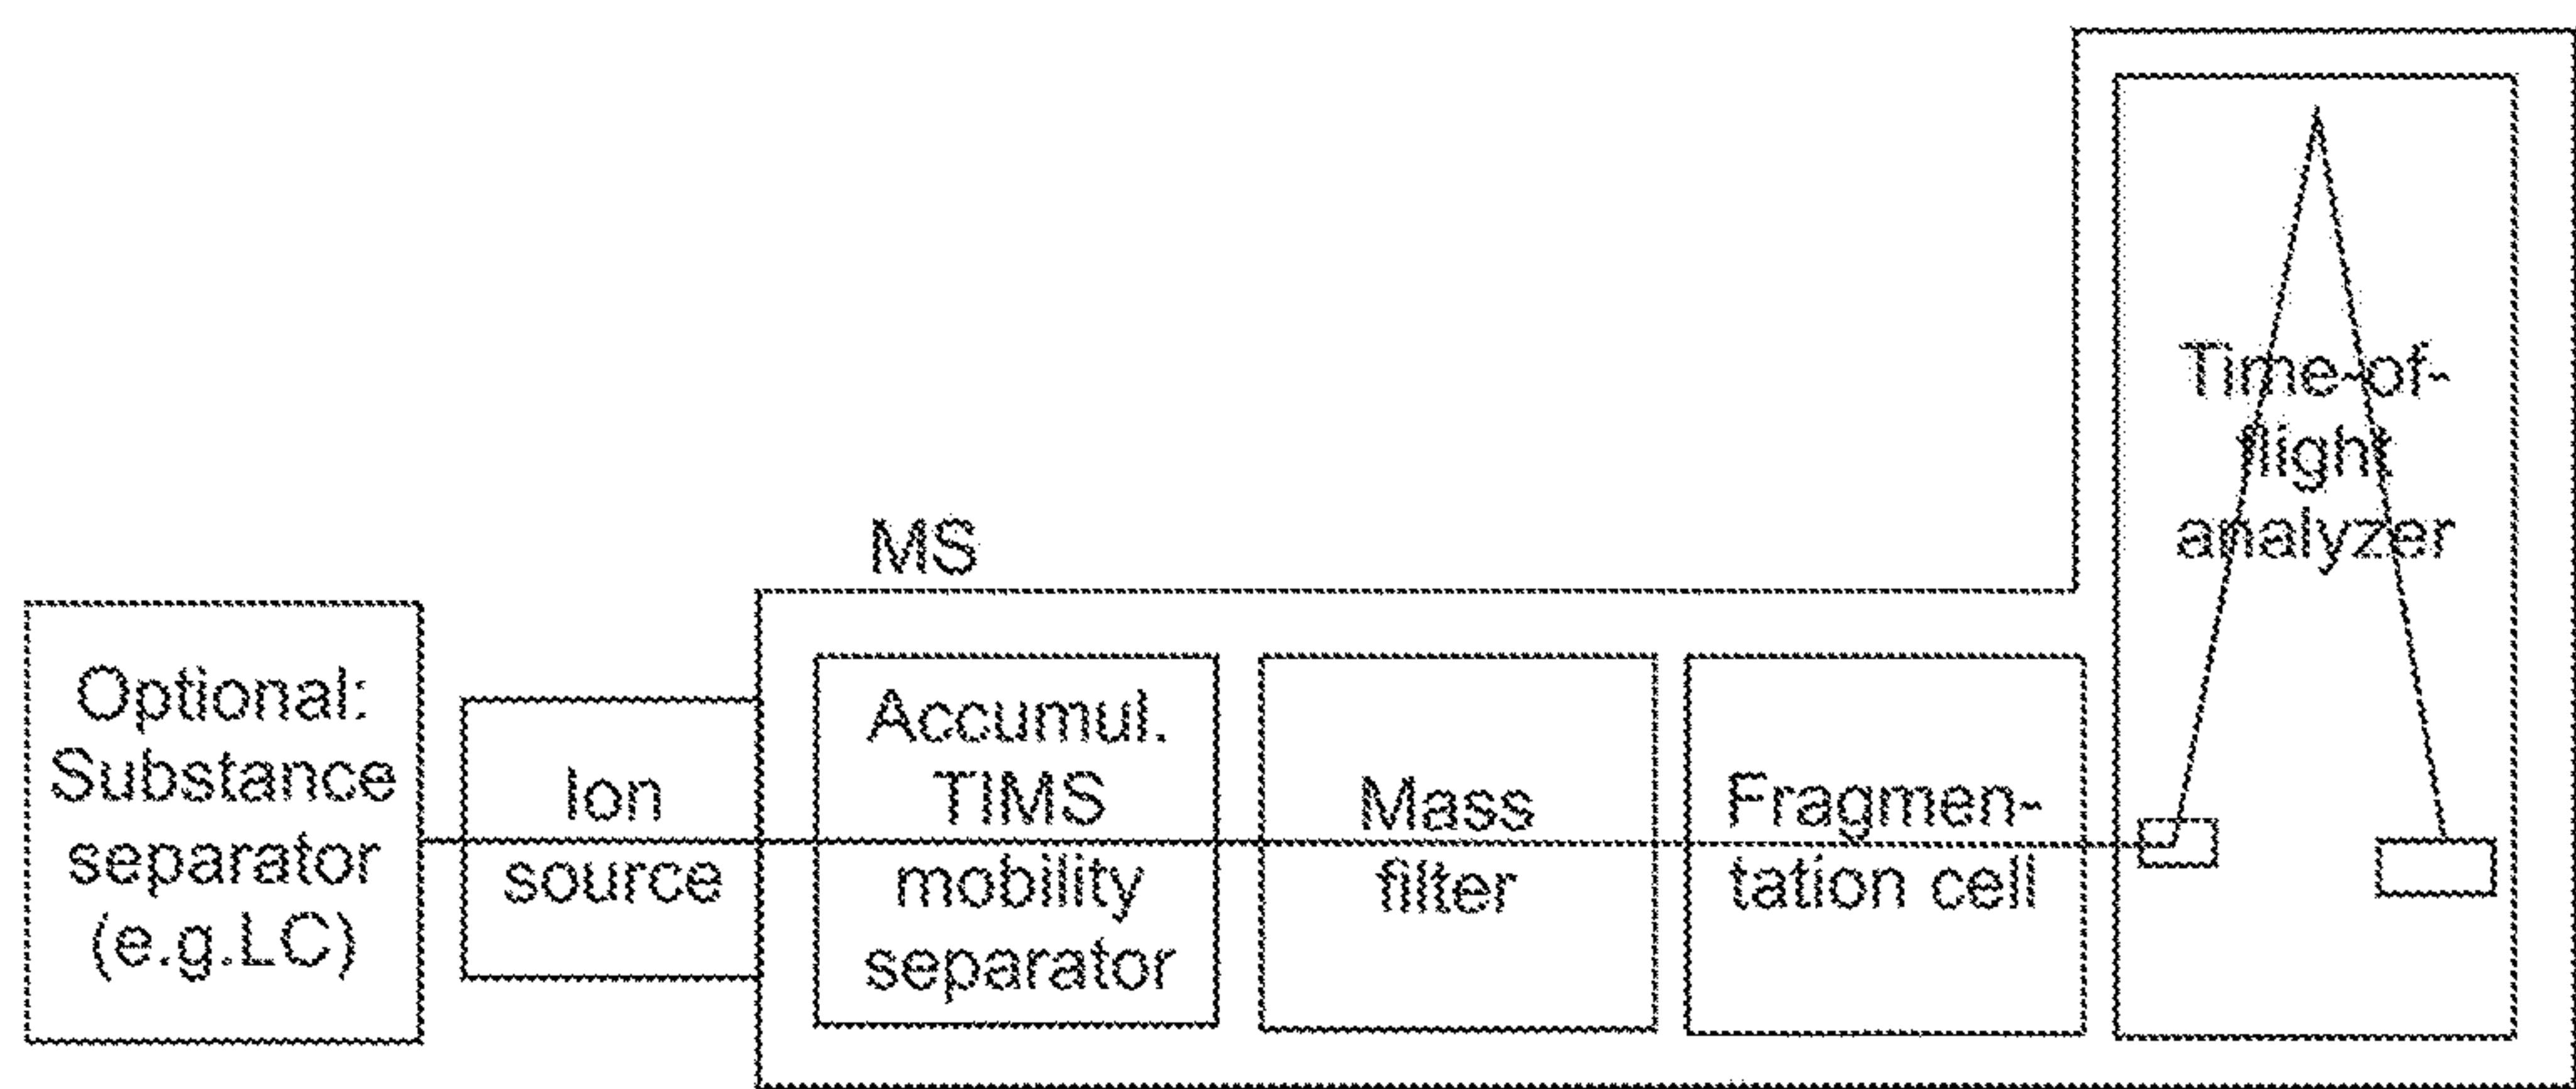 Time-of-
flight
analyzer
MS
Optional:
Substance
separator
(e.g.LC)
Ion
source
Accumul.
TIMS
mobility
separator
Mass
filter
Fragmen-
tation cell